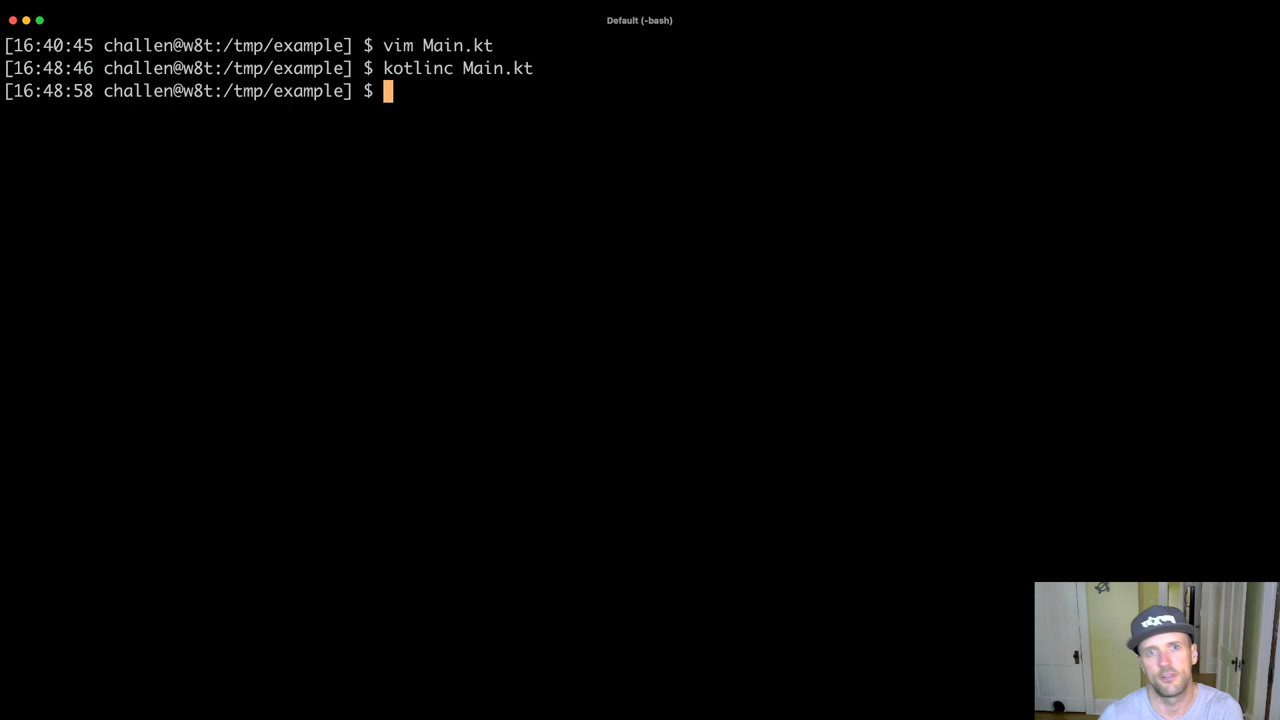 Default (-bash)
[16:40:45 challen@w8t:/tmp/example] $ vim Main.kt
[16:48:46 challen@w8t:/tmp/example] $ kotlinc Main.kt
[16:48:58 challen@w8t:/tmp/example] $